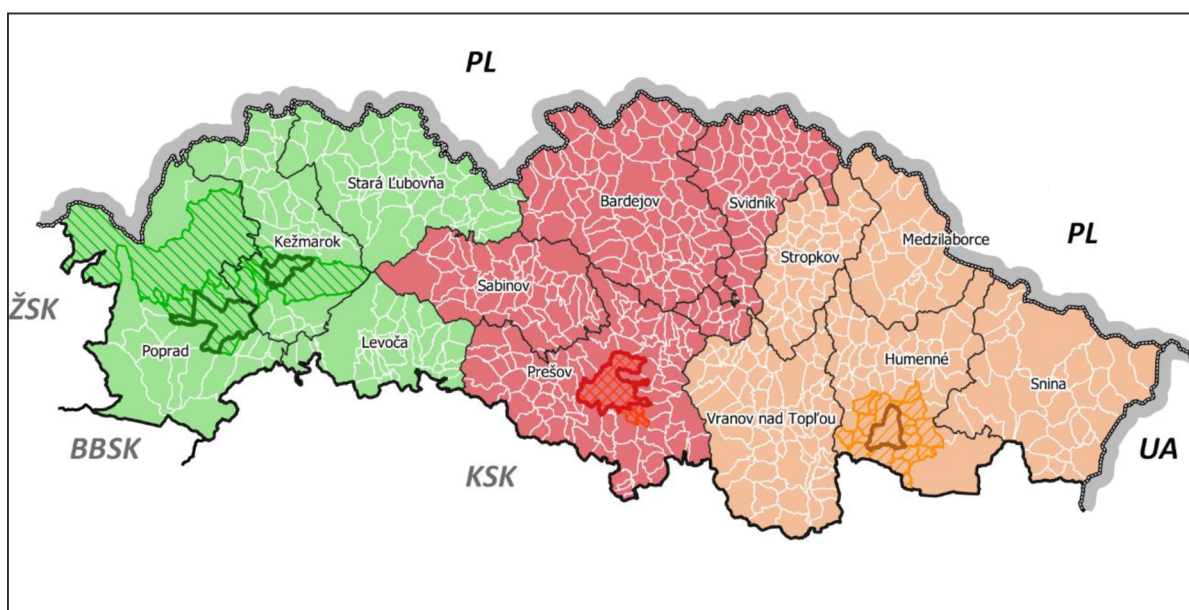 PL
Stará Ľubovňa
Bardejov
Svidník
Kežmarok
Stropkov
Medzilaborce
PL
ŽSK
Sabinov
Poprad
Levoča
Prešov
Humenné
Snina
Vranov nad Topľou
BBSK
KSK
UA